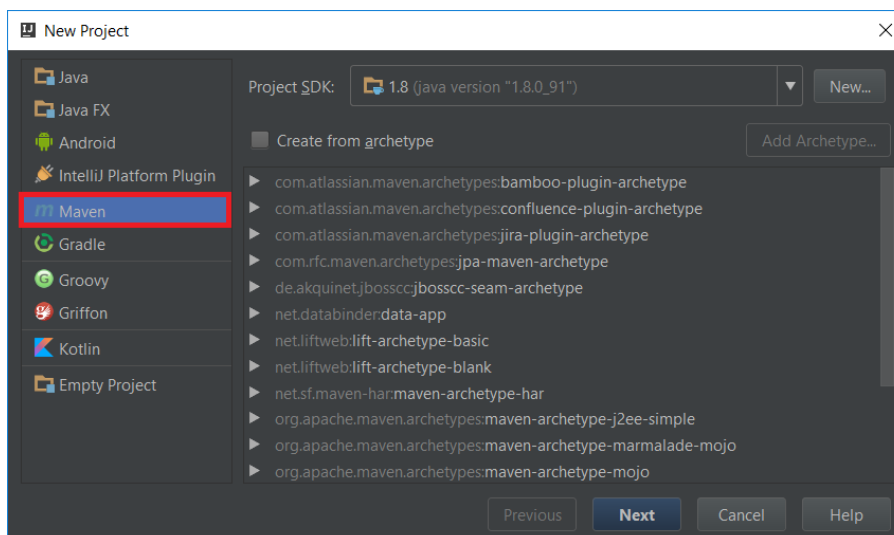 New Project
Java
Java FX
Android
IntelliJ Platform Plugin
Maven
Gradle
Groovy
Griffon
Kotlin
Empty Project
Project SDK: 1.8 (java version "1.8.0_91") New...
Create from archetype Add Archetype...
com.atlassian.maven.archetypes:bamboo-plugin-archetype
com.atlassian.maven.archetypes:confluence-plugin-archetype
com.atlassian.maven.archetypes:jira-plugin-archetype
com.rfc.maven.archetypes:jpa-maven-archetype
de.akquinet.jbosscc:jbosscc-seam-archetype
net.databinder:data-app
net.liftweb:lift-archetype-basic
net.liftweb:lift-archetype-blank
net.sf.maven-har:maven-archetype-har
org.apache.maven.archetypes:maven-archetype-j2ee-simple
org.apache.maven.archetypes:maven-archetype-marmalade-mojo
org.apache.maven.archetypes:maven-archetype-mojo
Previous Next Cancel Help